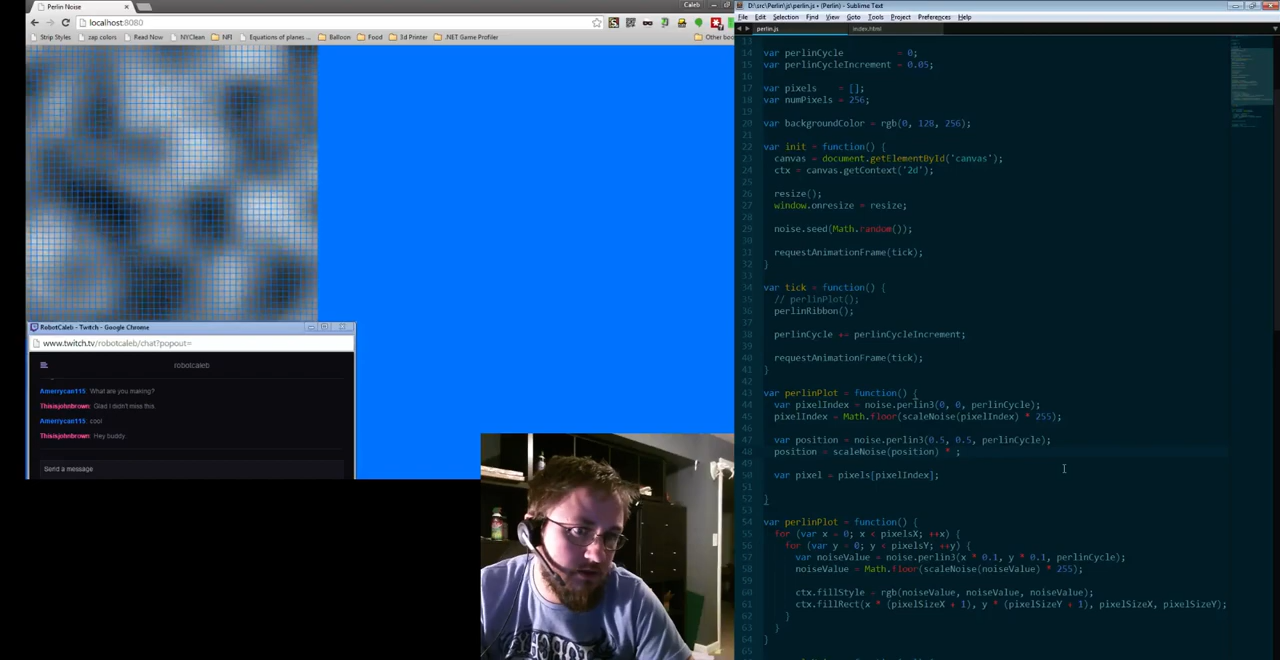 Perlin Noise
Caleb
localhost:8080
Strip Styles
zap colors
Read Now
NYClean
NFI
Balloon
Food
3d Printer
.NET Game Profiler
Other bo
RobotCaleb - Twitch - Google Chrome
www.twitch.tv/robotcaleb/chat?popout=
robotcaleb
Amerrycan115: What are you making?
Thisisjohnbrown: Glad I didn't miss this
Amerrycan115: cool
Thisisjohnbrown: Hey buddy
Send a message
D:\src\Perlin\js\perlin.js • (Perlin) - Sublime Text
File Edit Selection Find View Goto Tools Project Preferences Help
perlin.js
index.html
13
14 var perlinCycle = 0;
15 var perlinCycleIncrement = 0.05;
16
17 var pixels = [];
18 var numPixels = 256;
19
20 var backgroundColor = rgb(0, 128, 256);
21
22 var init = function() {
23 canvas = document.getElementById('canvas');
24 ctx = canvas.getContext('2d');
25
26 resize();
27 window.onresize = resize;
28
29 noise.seed(Math.random());
30
31 requestAnimationFrame(tick);
32 }
33
34 var tick = function() {
35 // perlinPlot();
36 perlinRibbon();
37
38 perlinCycle += perlinCycleIncrement;
39
40 requestAnimationFrame(tick);
41 }
42
43 var perlinPlot = function() {
44 var pixelIndex = noise.perlin3(0, 0, perlinCycle);
45 pixelIndex = Math.floor(scaleNoise(pixelIndex) * 255);
46
47 var position = noise.perlin3(0.5, 0.5, perlinCycle);
48 position = scaleNoise(position) * ;
49
50 var pixel = pixels[pixelIndex];
51
52 }
53
54 var perlinPlot = function() {
55 for (var x = 0; x < pixelsX; ++x) {
56 for (var y = 0; y < pixelsY; ++y) {
57 var noiseValue = noise.perlin3(x * 0.1, y * 0.1, perlinCycle);
58 noiseValue = Math.floor(scaleNoise(noiseValue) * 255);
59
60 ctx.fillStyle = rgb(noiseValue, noiseValue, noiseValue);
61 ctx.fillRect(x * (pixelSizeX + 1), y * (pixelSizeY + 1), pixelSizeX, pixelSizeY);
62 }
63 }
64 }
65